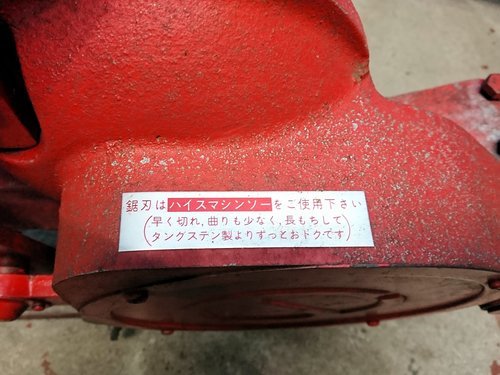 鋸刃はハイスマシンソーをご使用下さい
(早く切れ，曲りも少なく，長もちして
タングステン製よりずっとおドクです)